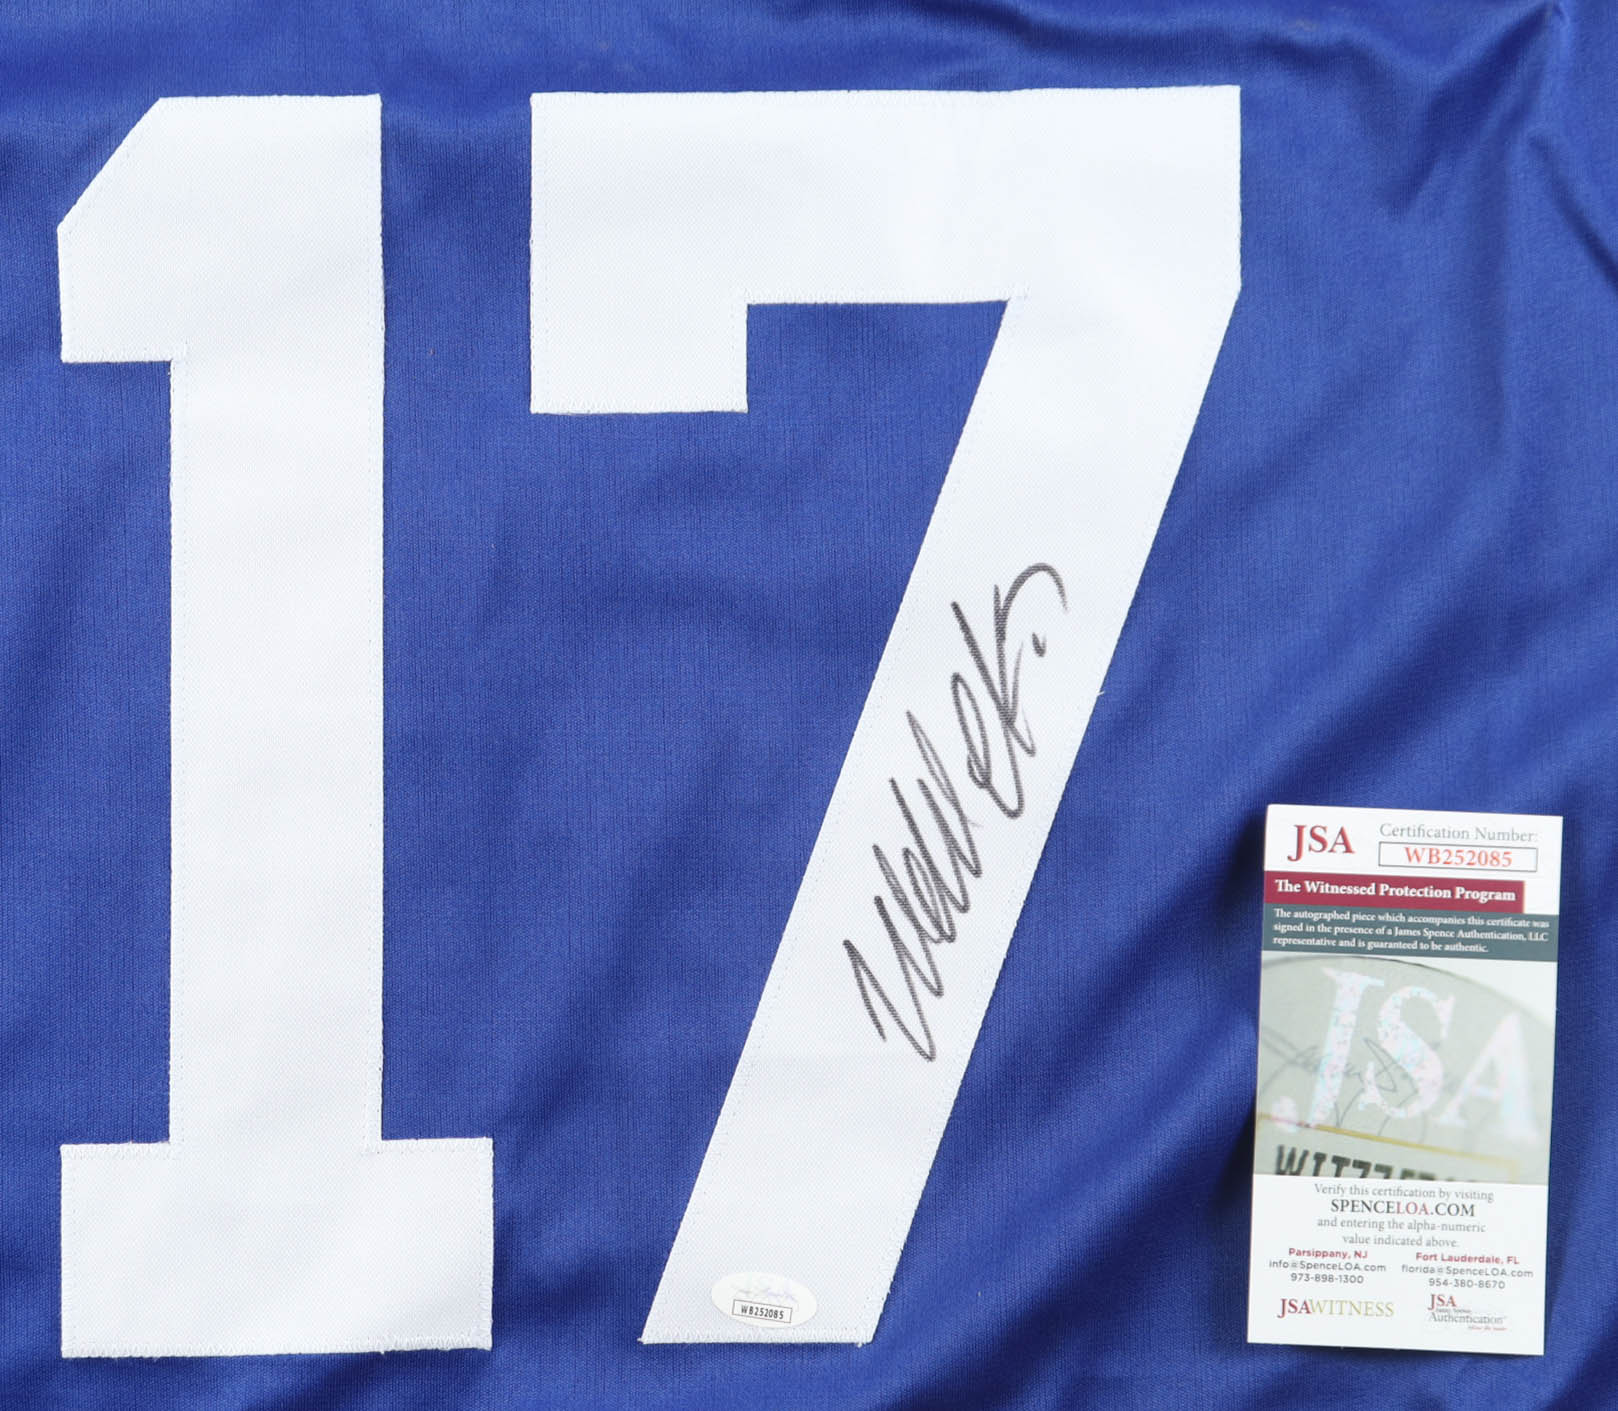 17
WB252085
JSA
Certification Number:
WB252085
The Witnessed Protection Program
The autographed piece which accompanies this certificate was
signed in the presence of a James Spence Authentication, LLC
representative and is guaranteed to be authentic.
JSA
Verify this certification by visiting
SPENCELOA.COM
and entering the alpha-numeric
value indicated above.
Parsippany, NJ Fort Lauderdale, FL
info@SpenceLOA.com florida@SpenceLOA.com
973-898-1300 954-380-8670
JSAWITNESS
JSA
Authentication